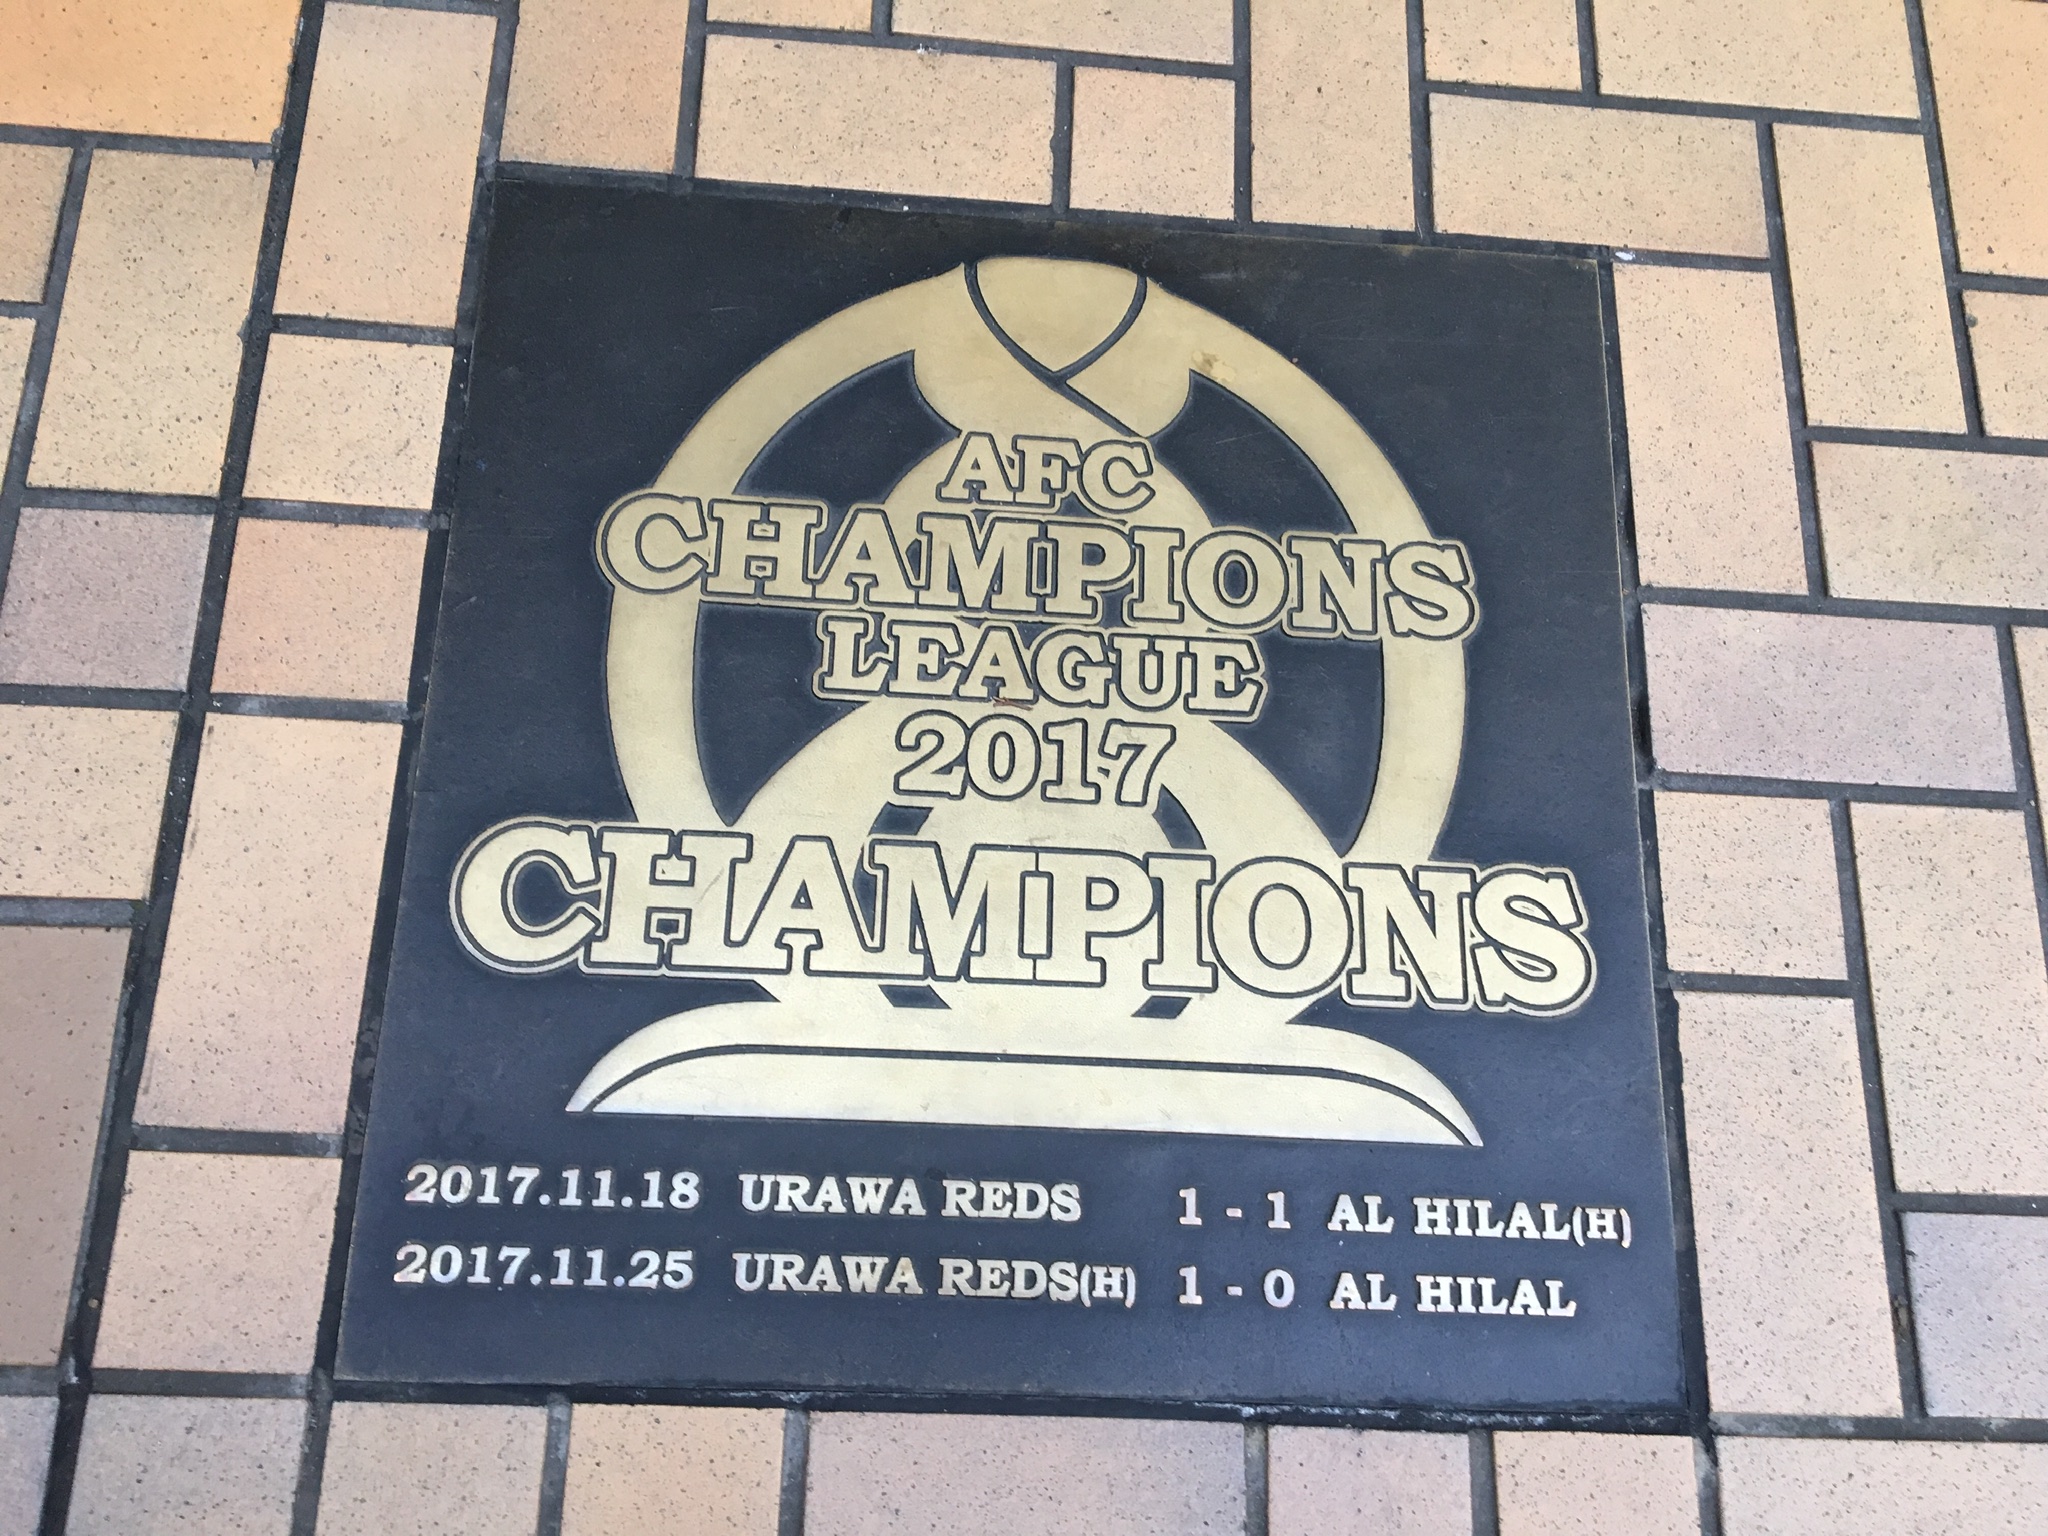 AFC
CHAMPIONS
LEAGUE
2017
CHAMPIONS
2017.11.18 URAWA REDS 1 - 1 AL HILAL(H)
2017.11.25 URAWA REDS(H) 1 - 0 AL HILAL